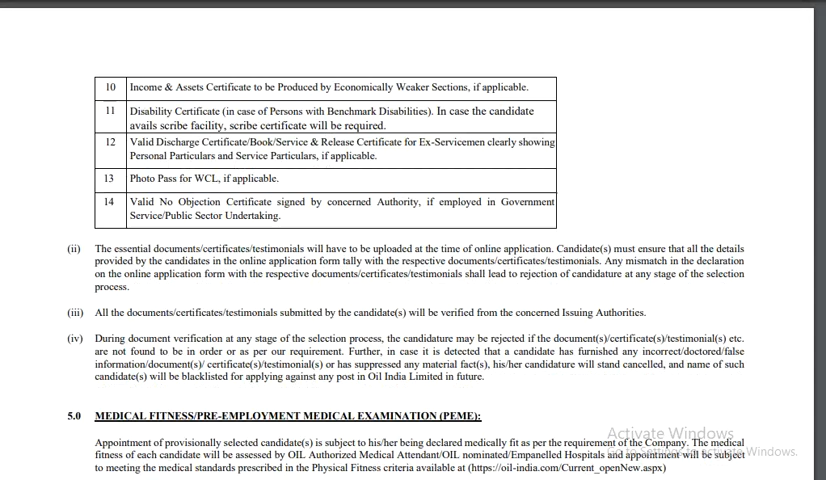 10 Income & Assets Certificate to be Produced by Economically Weaker Sections, if applicable.
11 Disability Certificate (in case of Persons with Benchmark Disabilities). In case the candidate
avails scribe facility, scribe certificate will be required.
12 Valid Discharge Certificate/Book/Service & Release Certificate for Ex-Servicemen clearly showing
Personal Particulars and Service Particulars, if applicable.
13 Photo Pass for WCL, if applicable.
14 Valid No Objection Certificate signed by concerned Authority, if employed in Government
Service/Public Sector Undertaking.
(ii) The essential documents/certificates/testimonials will have to be uploaded at the time of online application. Candidate(s) must ensure that all the details
provided by the candidates in the online application form tally with the respective documents/certificates/testimonials. Any mismatch in the declaration
on the online application form with the respective documents/certificates/testimonials shall lead to rejection of candidature at any stage of the selection
process.
(iii) All the documents/certificates/testimonials submitted by the candidate(s) will be verified from the concerned Issuing Authorities.
(iv) During document verification at any stage of the selection process, the candidature may be rejected if the document(s)/certificate(s)/testimonial(s) etc.
are not found to be in order or as per our requirement. Further, in case it is detected that a candidate has furnished any incorrect/doctored/false
information/document(s)/ certificate(s)/testimonial(s) or has suppressed any material fact(s), his/her candidature will stand cancelled, and name of such
candidate(s) will be blacklisted for applying against any post in Oil India Limited in future.
5.0 MEDICAL FITNESS/PRE-EMPLOYMENT MEDICAL EXAMINATION (PEME):
Activate Windows
Appointment of provisionally selected candidate(s) is subject to his/her being declared medically fit as per the requirement of the Company. The medical
fitness of each candidate will be assessed by OIL Authorized Medical Attendant/OIL nominated/Empanelled Hospitals and appointment will be subject
Go to Settings to activate Windows.
to meeting the medical standards prescribed in the Physical Fitness criteria available at (https://oil-india.com/Current_openNew.aspx)